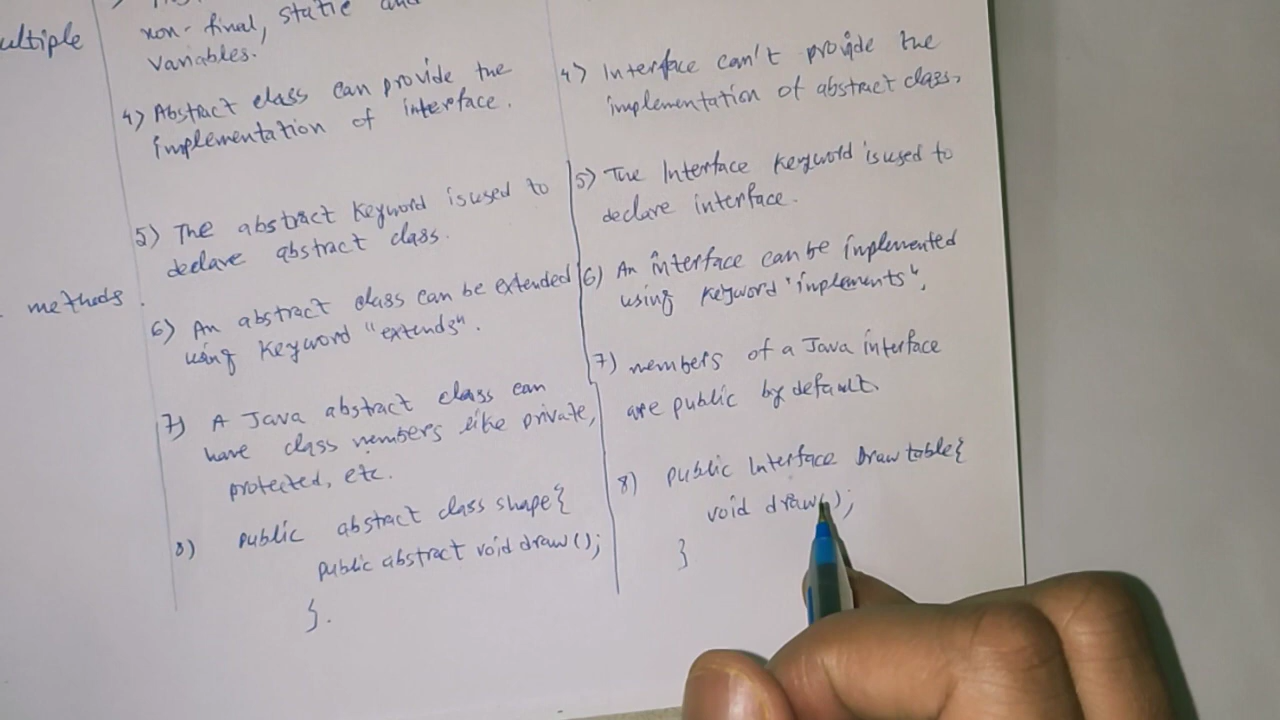 ultiple
non-final, static and
variables.
4) Abstract class can provide the
implementation of interface.
5) The abstract keyword is used to
declare abstract class.
methods.
6) An abstract class can be extended
using keyword "extends".
7) A Java abstract class can
have class members like private,
protected, etc.
8) public abstract class shape{
public abstract void draw();
}.
4) Interface can't provide the
implementation of abstract class.
5) The Interface keyword is used to
declare interface.
6) An interface can be implemented
using keyword "implements".
7) members of a Java interface
are public by default.
8) public Interface Draw table{
void draw();
}